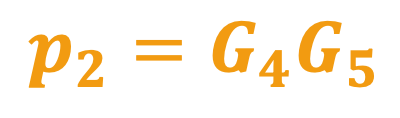 p₂ = G₄G₅